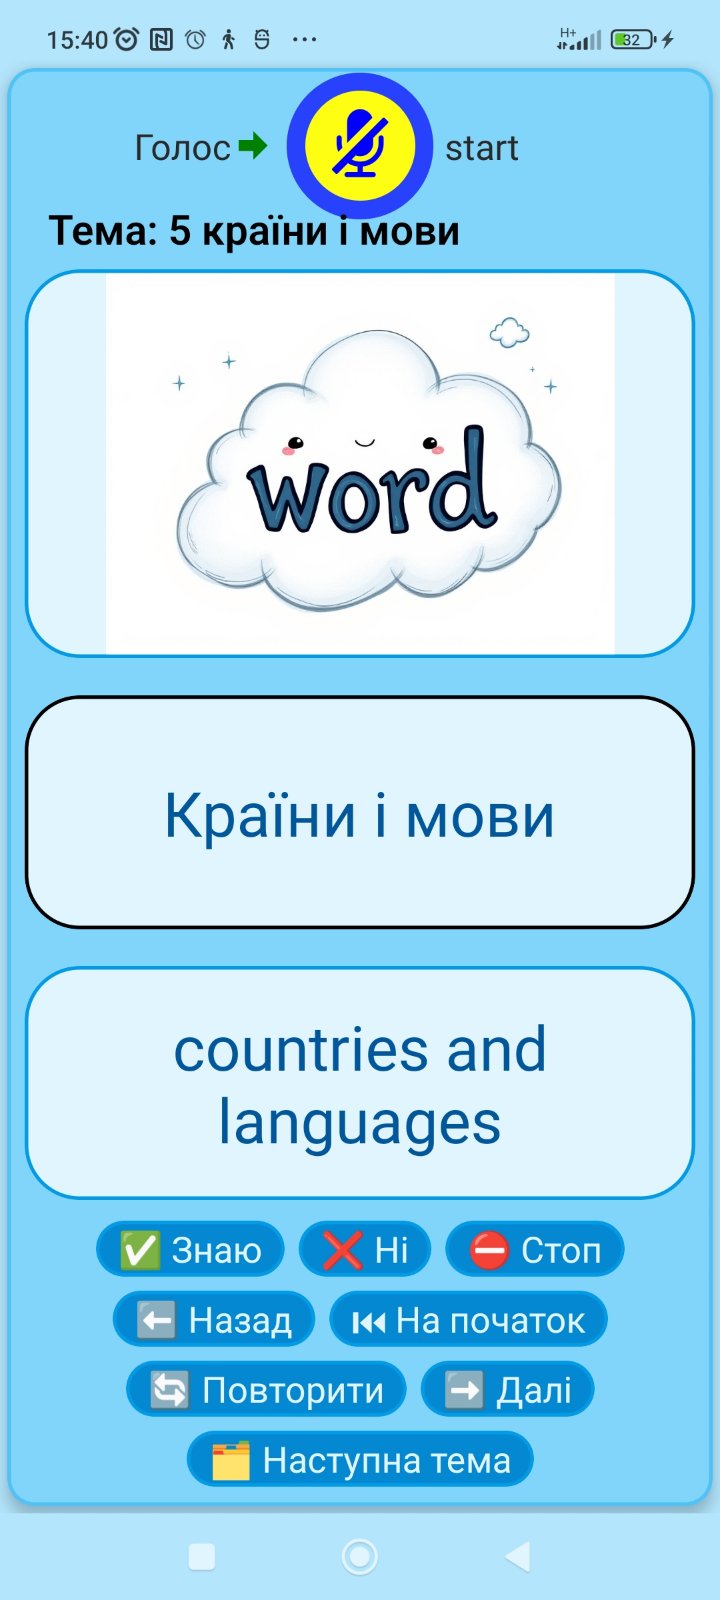 15:40
H+
32
Голос
start
Тема: 5 країни і мови
word
Країни і мови
countries and
languages
Знаю
Ні
Стоп
Назад
На початок
Повторити
Далі
Наступна тема